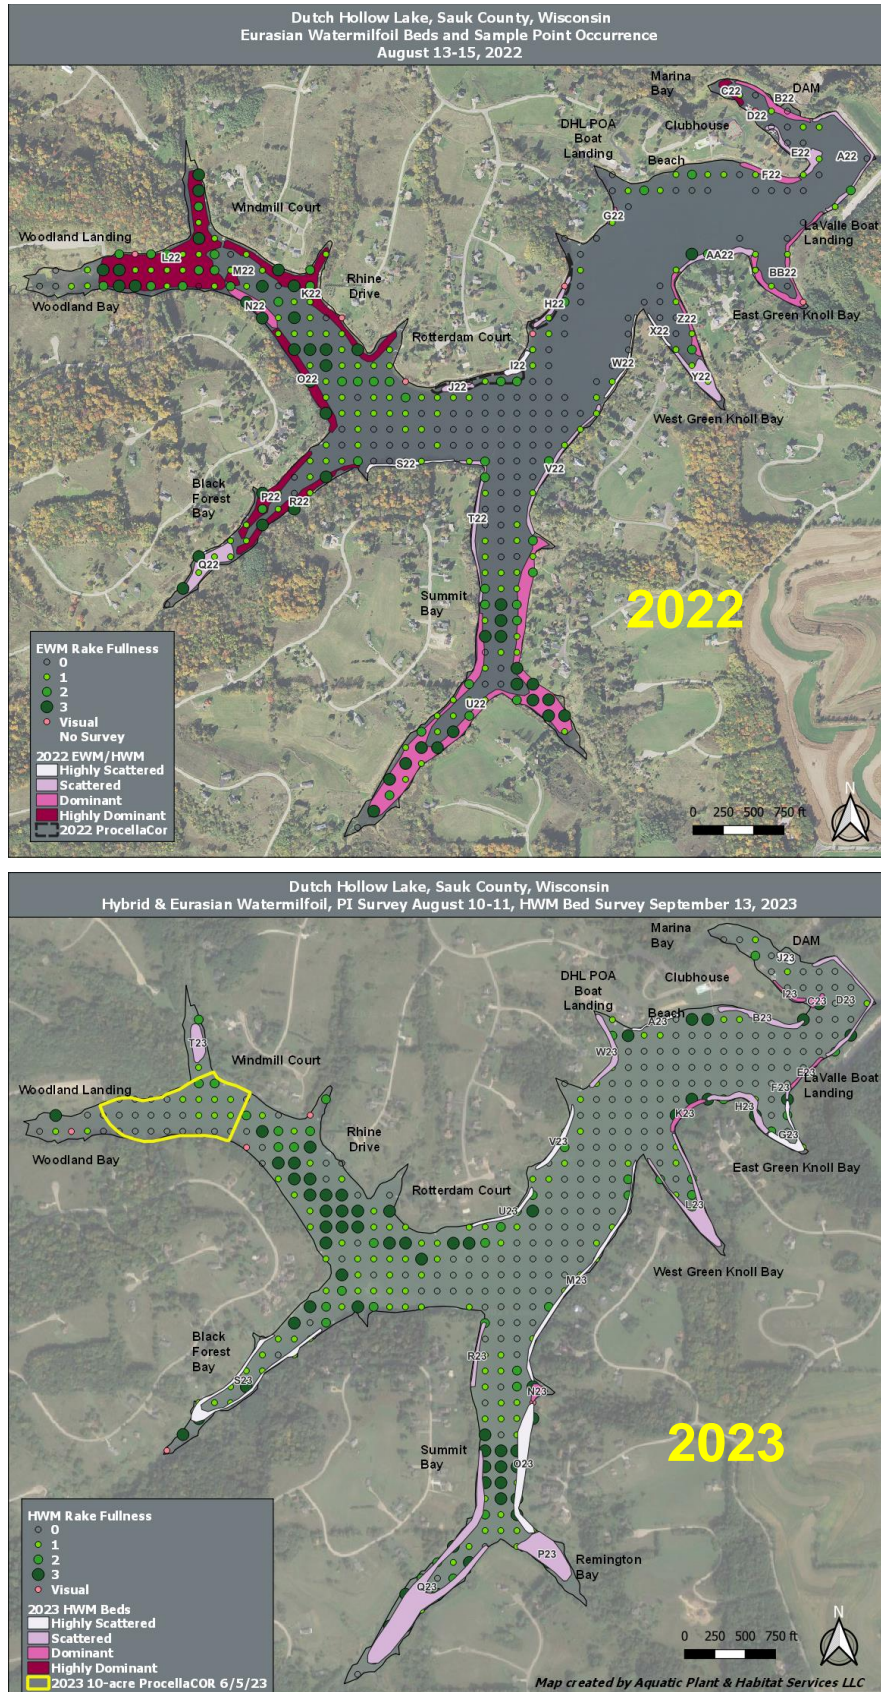 Dutch Hollow Lake, Sauk County, Wisconsin
Eurasian Watermilfoil Beds and Sample Point Occurrence
August 13-15, 2022
Marina
Bay
C22
DAM
B22
D22
DHL POA
Boat
Landing
Clubhouse
E22
A22
Beach
F22
Windmill Court
G22
Woodland Landing
LaValle Boat
Landing
L22
M22
AA22
BB22
Rhine
Drive
K22
Woodland Bay
N22
H22
East Green Knoll Bay
Z22
X22
Rotterdam Court
I22
W22
O22
J22
Y22
West Green Knoll Bay
S22
V22
Black
Forest
Bay
P22
R22
T22
Q22
Summit
Bay
2022
U22
EWM Rake Fullness
0
1
2
3
Visual
No Survey
2022 EWM/HWM
Highly Scattered
Scattered
Dominant
Highly Dominant
2022 ProcellaCor
N
0 250 500 750 ft
Dutch Hollow Lake, Sauk County, Wisconsin
Hybrid & Eurasian Watermilfoil, PI Survey August 10-11, HWM Bed Survey September 13, 2023
Marina
Bay
DAM
J23
DHL POA
Boat
Landing
Clubhouse
I23
C23
D23
Beach
A23
B23
T23
W23
Windmill Court
E23
LaValle Boat
Landing
Woodland Landing
F23
K23
H23
G23
Rhine
Drive
V23
Woodland Bay
East Green Knoll Bay
Rotterdam Court
U23
L23
West Green Knoll Bay
M23
Black
Forest
Bay
R23
S23
N23
Summit
Bay
2023
O23
P23
Remington
Bay
Q23
HWM Rake Fullness
0
1
2
3
Visual
2023 HWM Beds
Highly Scattered
Scattered
Dominant
Highly Dominant
2023 10-acre ProcellaCOR 6/5/23
N
0 250 500 750 ft
Map created by Aquatic Plant & Habitat Services LLC